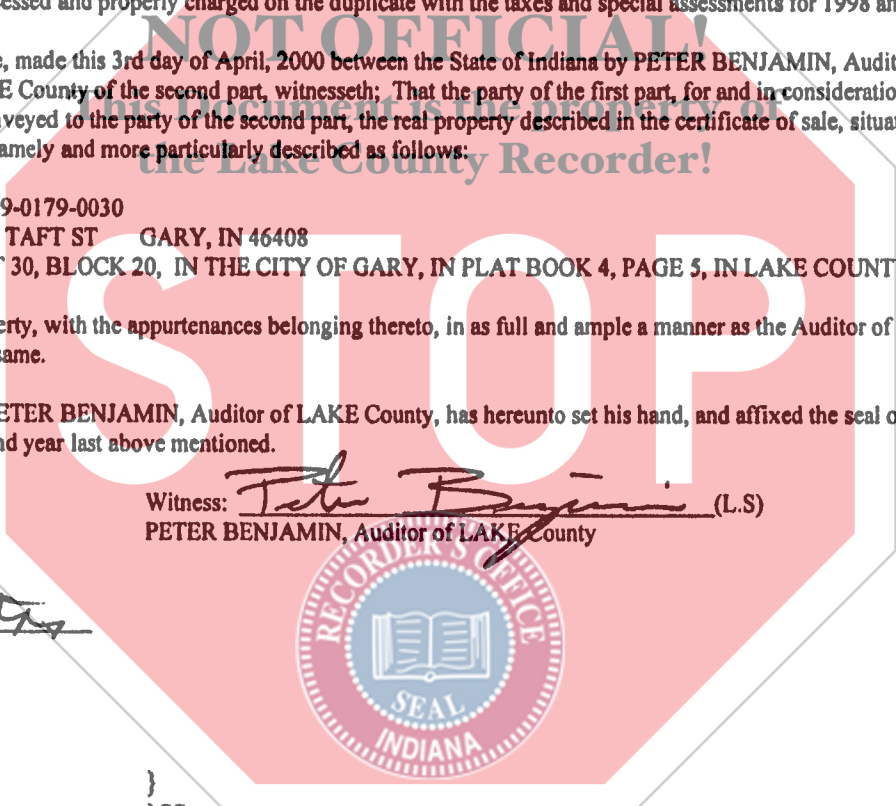 essed and properly charged on the duplicate with the taxes and special assessments for 1998 an
NOT OFFICIAL!
e, made this 3rd day of April, 2000 between the State of Indiana by PETER BENJAMIN, Audit
E County of the second part, witnesseth; That the party of the first part, for and in consideratio
This Document is the property of
nveyed to the party of the second part, the real property described in the certificate of sale, situa
amely and more particularly described as follows:
the Lake County Recorder!
9-0179-0030
TAFT ST GARY, IN 46408
30, BLOCK 20, IN THE CITY OF GARY, IN PLAT BOOK 4, PAGE 5, IN LAKE COUNT
STOP
erty, with the appurtenances belonging thereto, in as full and ample a manner as the Auditor of
same.
ETER BENJAMIN, Auditor of LAKE County, has hereunto set his hand, and affixed the seal o
nd year last above mentioned.
Witness: Peter Benjamin (L.S)
PETER BENJAMIN, Auditor of LAKE County
RECORDER'S OFFICE
SEAL
INDIANA
}